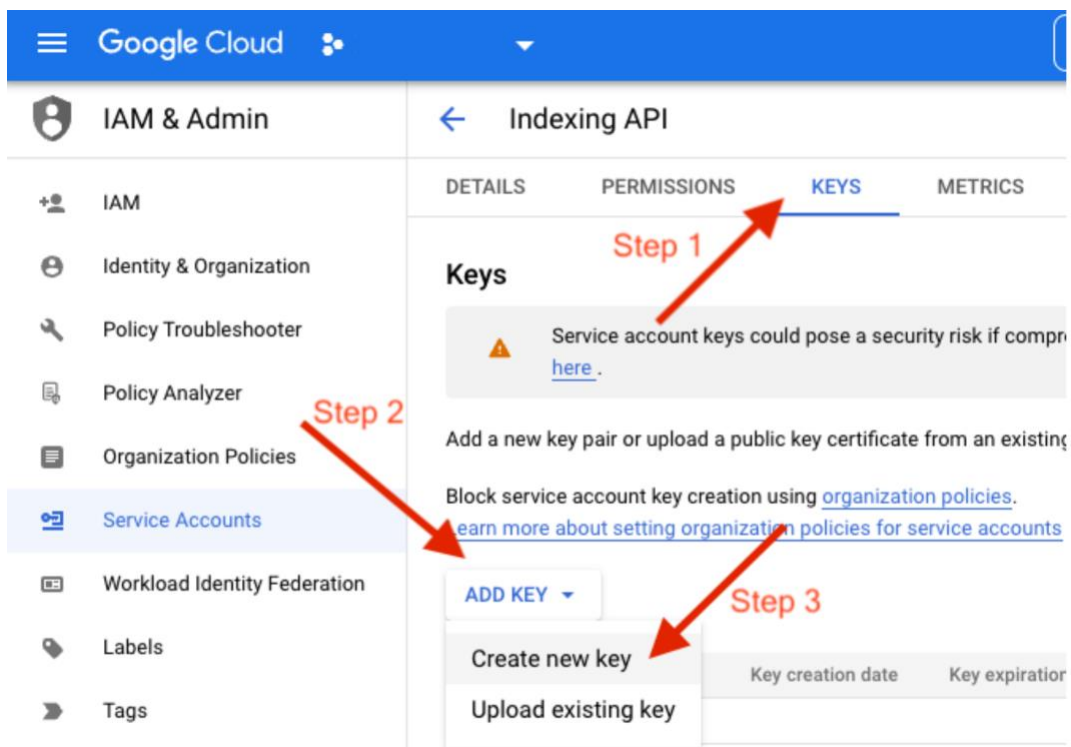 Google Cloud
IAM & Admin
Indexing API
IAM
Identity & Organization
Policy Troubleshooter
Policy Analyzer
Organization Policies
Service Accounts
Workload Identity Federation
Labels
Tags
DETAILS PERMISSIONS KEYS METRICS
Step 1
Keys
Service account keys could pose a security risk if
here .
Step 2
Add a new key pair or upload a public key certificate from an existing
Block service account key creation using organization policies.
Learn more about setting organization policies for service accounts
ADD KEY
Step 3
Create new key
Upload existing key
Key creation date Key